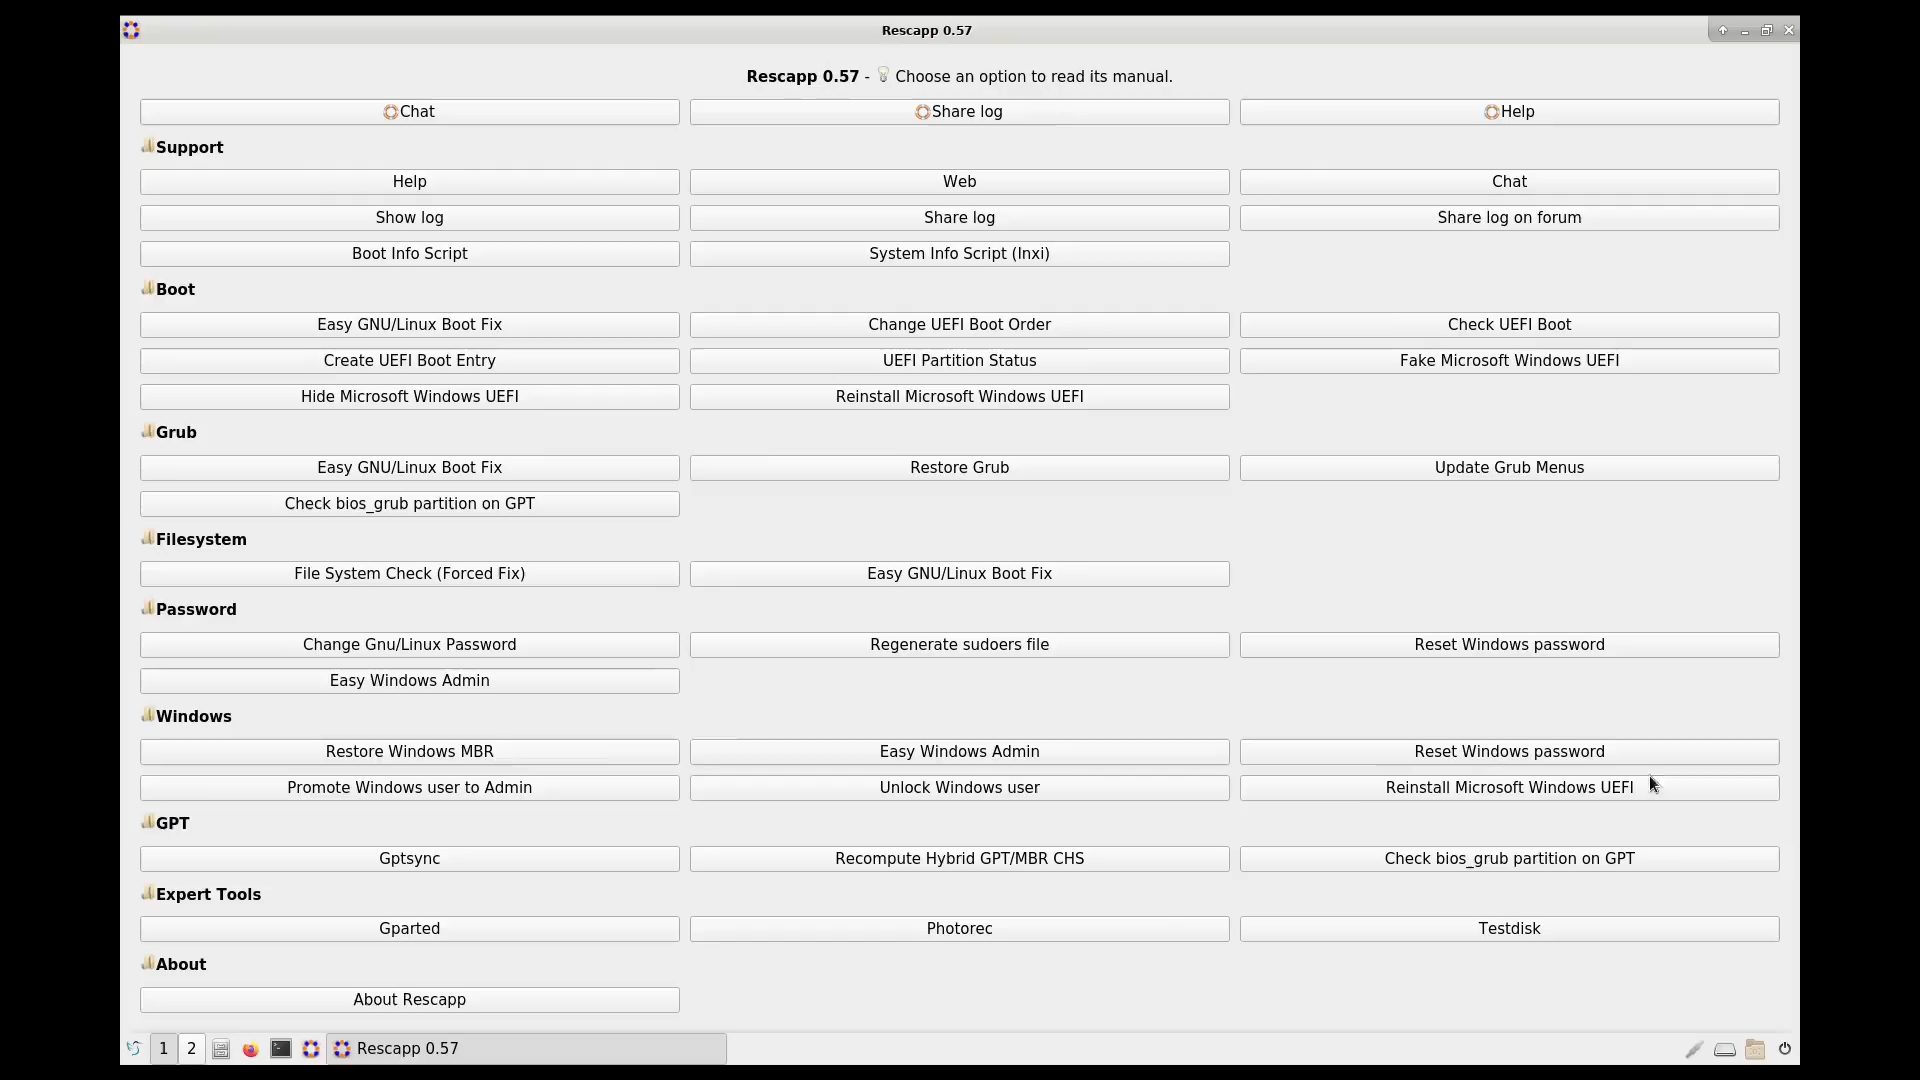 Rescapp 0.57
Rescapp 0.57 - Choose an option to read its manual.
Chat Share log Help
Support
Help Web Chat
Show log Share log Share log on forum
Boot Info Script System Info Script (Inxi)
Boot
Easy GNU/Linux Boot Fix Change UEFI Boot Order Check UEFI Boot
Create UEFI Boot Entry UEFI Partition Status Fake Microsoft Windows UEFI
Hide Microsoft Windows UEFI Reinstall Microsoft Windows UEFI
Grub
Easy GNU/Linux Boot Fix Restore Grub Update Grub Menus
Check bios_grub partition on GPT
Filesystem
File System Check (Forced Fix) Easy GNU/Linux Boot Fix
Password
Change Gnu/Linux Password Regenerate sudoers file Reset Windows password
Easy Windows Admin
Windows
Restore Windows MBR Easy Windows Admin Reset Windows password
Promote Windows user to Admin Unlock Windows user Reinstall Microsoft Windows UEFI
GPT
Gptsync Recompute Hybrid GPT/MBR CHS Check bios_grub partition on GPT
Expert Tools
Gparted Photorec Testdisk
About
About Rescapp
1 2 Rescapp 0.57